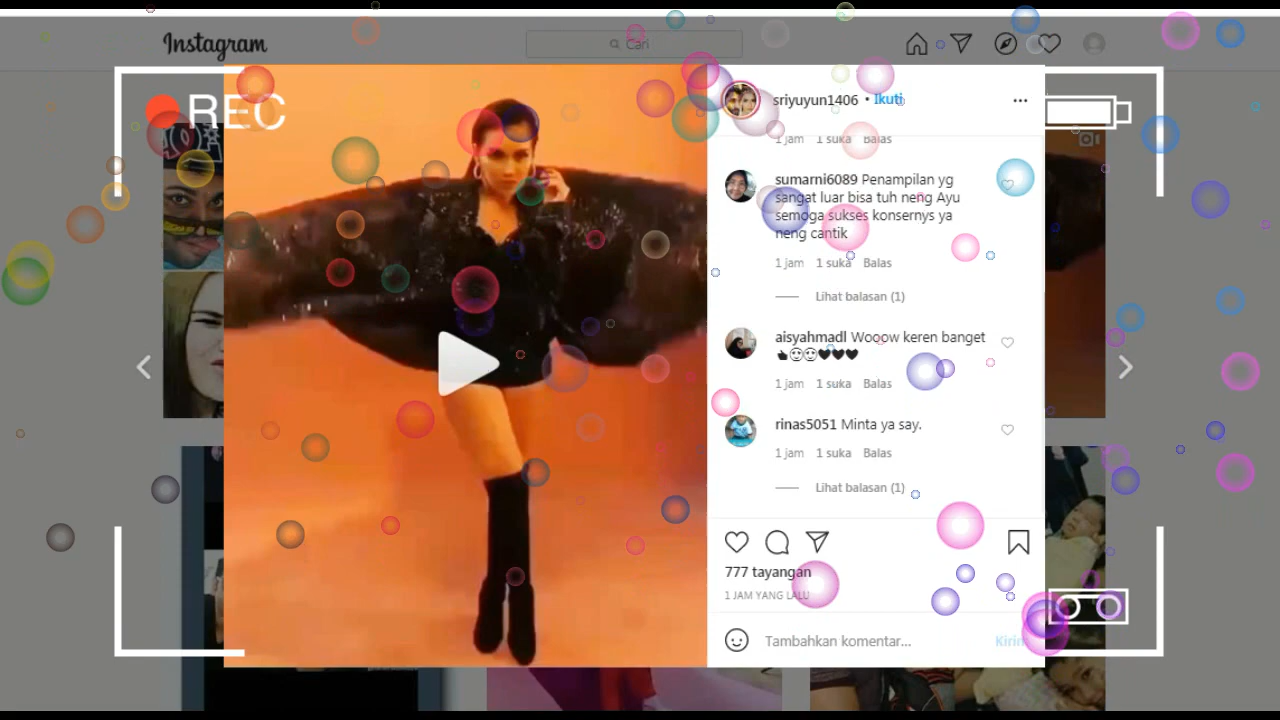 Instagram
Cari
REC
sriyuyun1406 • Ikuti
1 jam 1 suka Balas
sumarni6089 Penampilan yg
sangat luar bisa tuh neng Ayu
semoga sukses konsernys ya
neng cantik
1 jam 1 suka Balas
Lihat balasan (1)
aisyahmadl Wooow keren banget
1 jam 1 suka Balas
rinas5051 Minta ya say.
1 jam 1 suka Balas
Lihat balasan (1)
777 tayangan
1 JAM YANG LALU
Tambahkan komentar...
Kirim